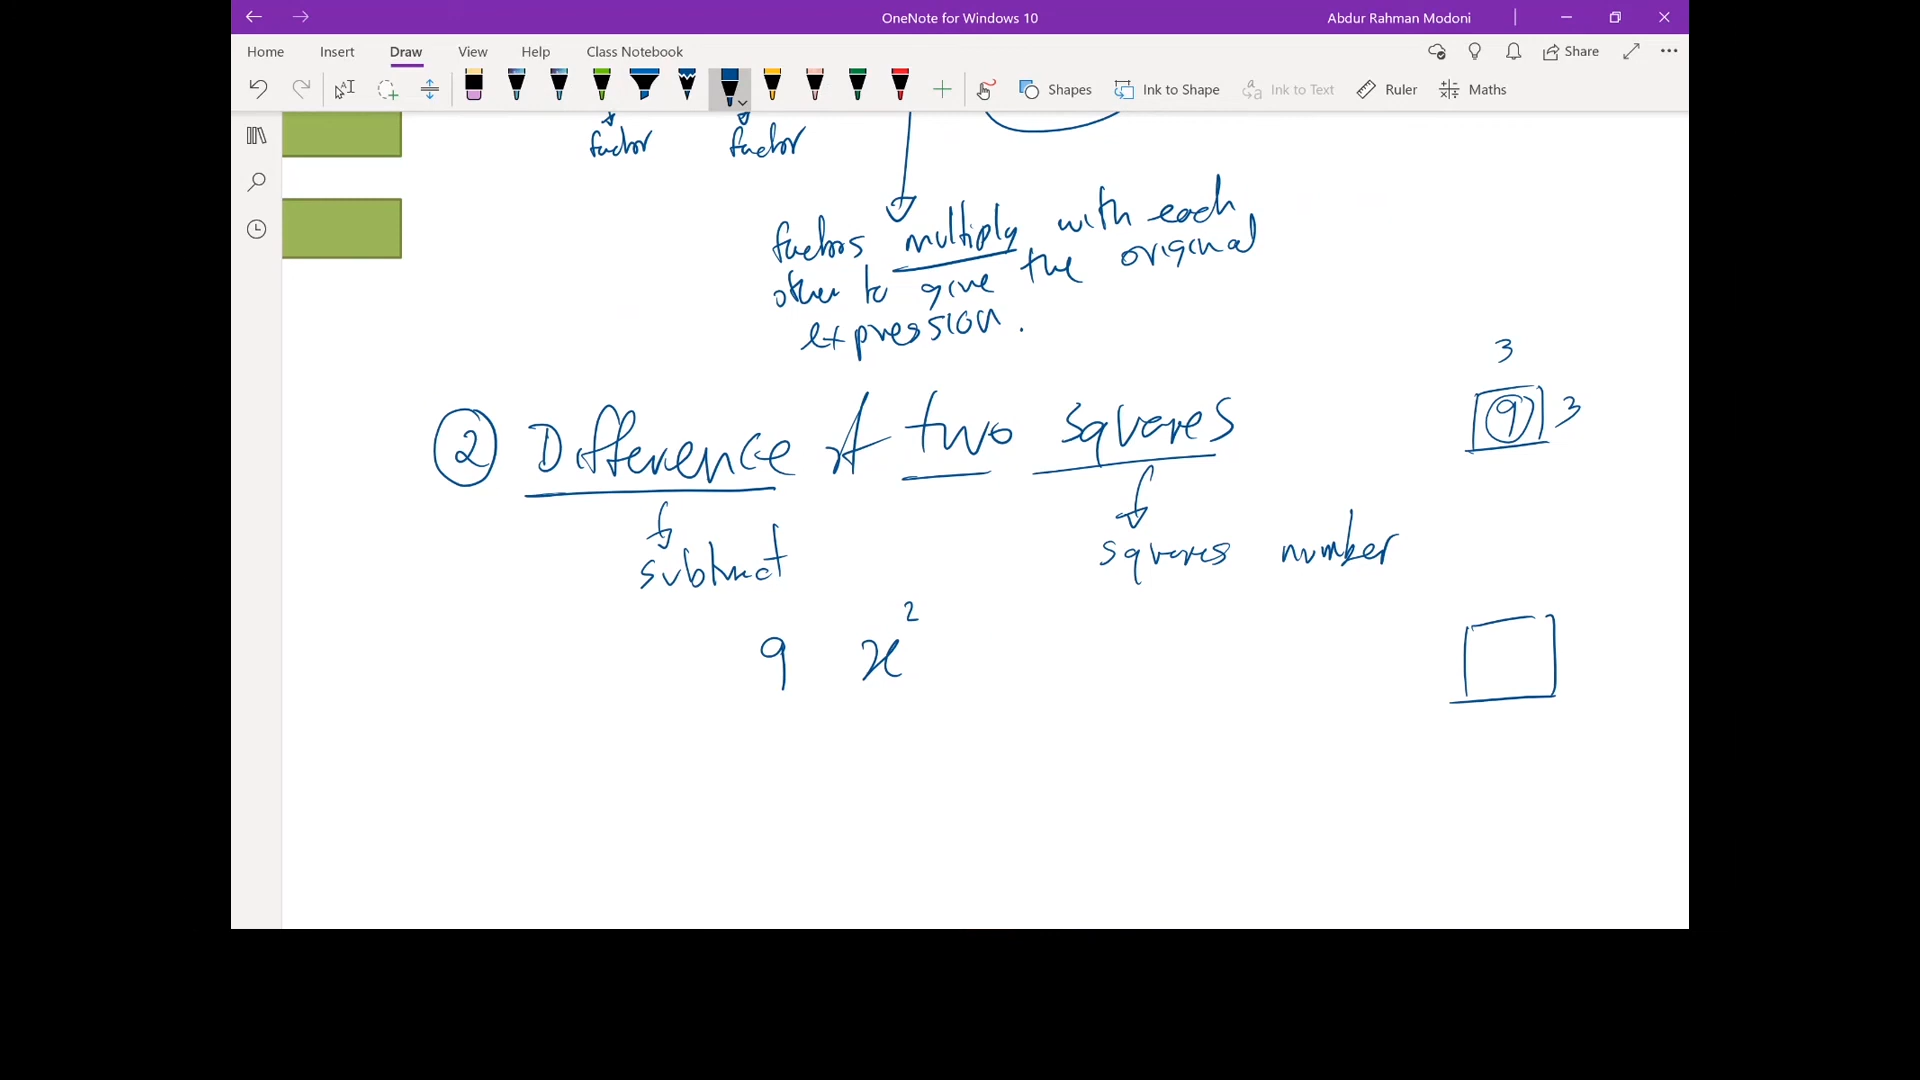 OneNote for Windows 10
Abdur Rahman Modoni
Home Insert Draw View Help Class Notebook
Share
Shapes Ink to Shape Ink to Text Ruler Maths
factor factor
factors multiply with each
other to give the original
expression.
3
9 3
2 Difference of two squares
subtract squares number
9 x²